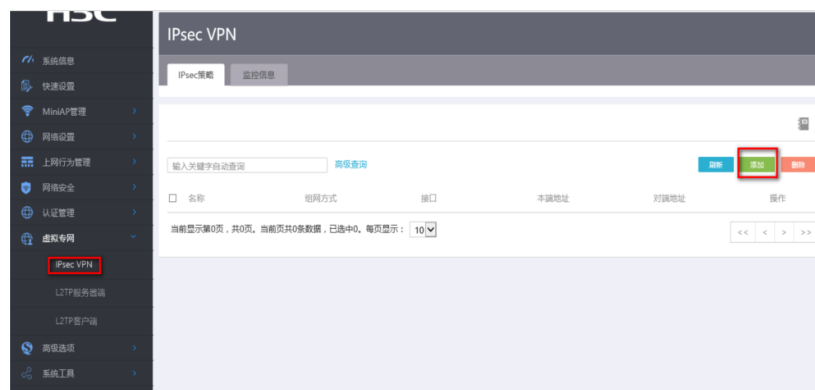 H3C
IPsec VPN
系统信息
IPsec策略 监控信息
快速设置
MiniAP管理
网络设置
上网行为管理
输入关键字自动查询 高级查询 刷新 添加 删除
网络安全
名称 组网方式 接口 本端地址 对端地址 操作
认证管理
当前显示第0页，共0页。当前页共0条数据，已选中0。每页显示： 10 << < > >>
虚拟专网
IPsec VPN
L2TP服务器端
L2TP客户端
高级选项
系统工具